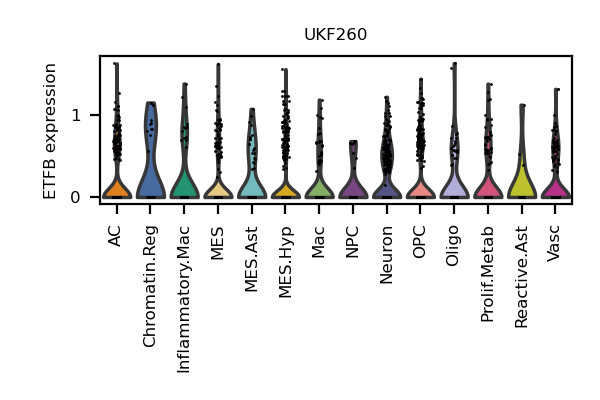 UKF260
ETFB expression
1
0
AC
Chromatin.Reg
Inflammatory.Mac
MES
MES.Ast
MES.Hyp
Mac
NPC
Neuron
OPC
Oligo
Prolif.Metab
Reactive.Ast
Vasc